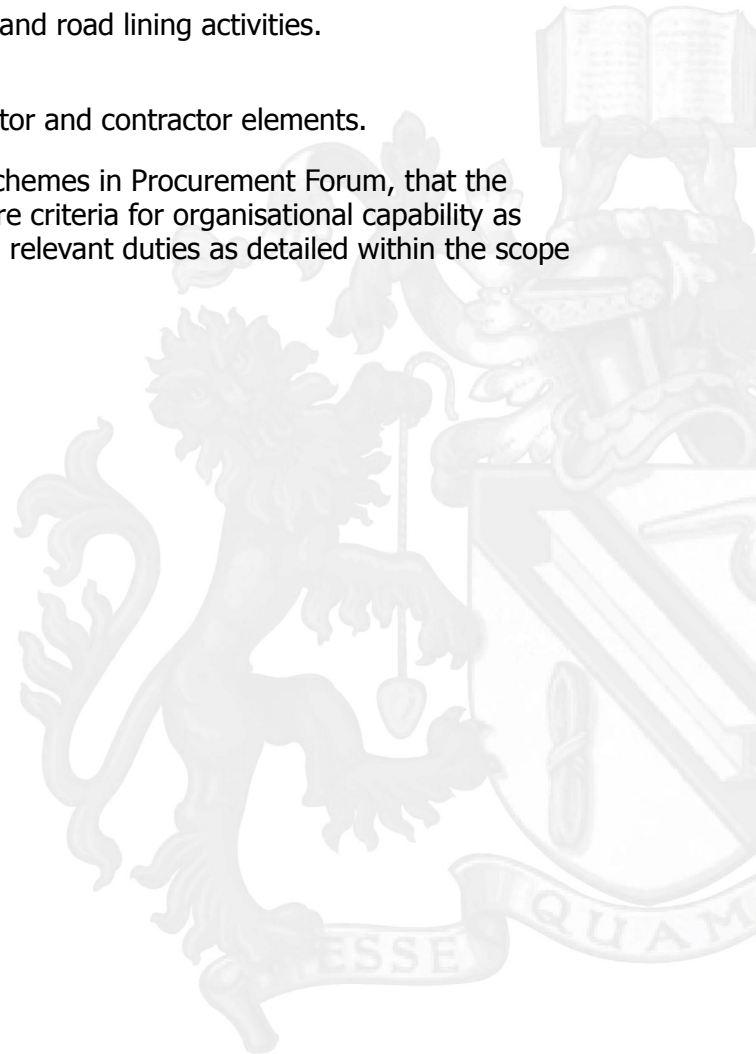 and road lining activities.
tor and contractor elements.
chemes in Procurement Forum, that the
re criteria for organisational capability as
relevant duties as detailed within the scope
ESSE QUAM